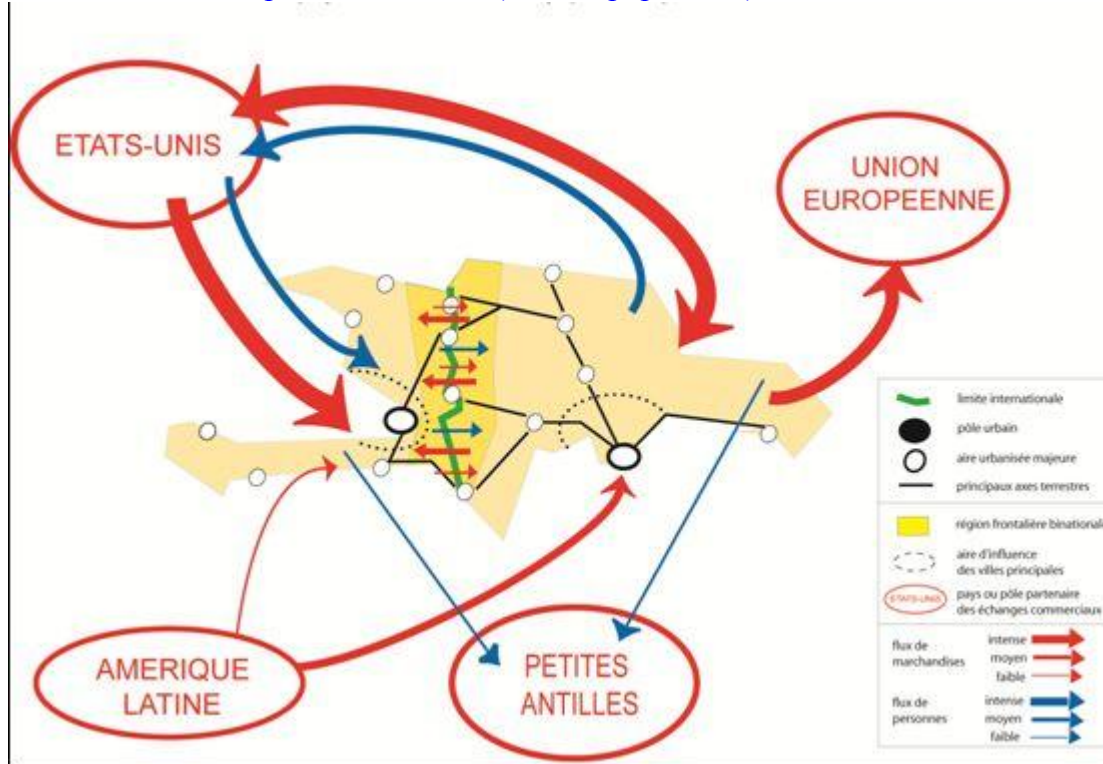 ETATS-UNIS
UNION
EUROPEENNE
AMÉRIQUE
LATINE
PETITES
ANTILLES
limite internationale
pôle urbain
aire urbanisée majeure
principaux axes terrestres
région frontalière binationale
aire d'influence
des villes principales
ETATS-UNIS
pays ou pôle partenaire
des échanges commerciaux
flux de
marchandises
intense
moyen
faible
flux de
personnes
intense
moyen
faible